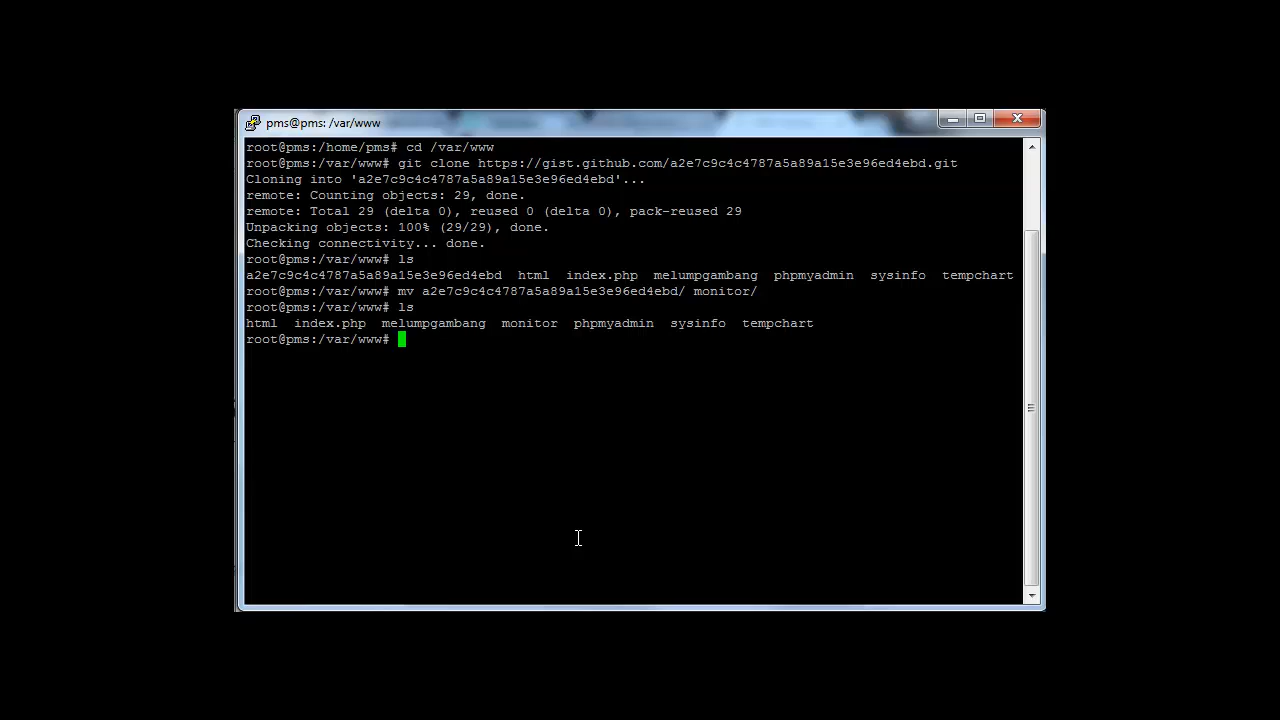 pms@pms: /var/www
root@pms:/home/pms# cd /var/www
root@pms:/var/www# git clone https://gist.github.com/a2e7c9c4c4787a5a89a15e3e96ed4ebd.git
Cloning into 'a2e7c9c4c4787a5a89a15e3e96ed4ebd'...
remote: Counting objects: 29, done.
remote: Total 29 (delta 0), reused 0 (delta 0), pack-reused 29
Unpacking objects: 100% (29/29), done.
Checking connectivity... done.
root@pms:/var/www# ls
a2e7c9c4c4787a5a89a15e3e96ed4ebd  html  index.php  melumpgambang  phpmyadmin  sysinfo  tempchart
root@pms:/var/www# mv a2e7c9c4c4787a5a89a15e3e96ed4ebd/ monitor/
root@pms:/var/www# ls
html  index.php  melumpgambang  monitor  phpmyadmin  sysinfo  tempchart
root@pms:/var/www#